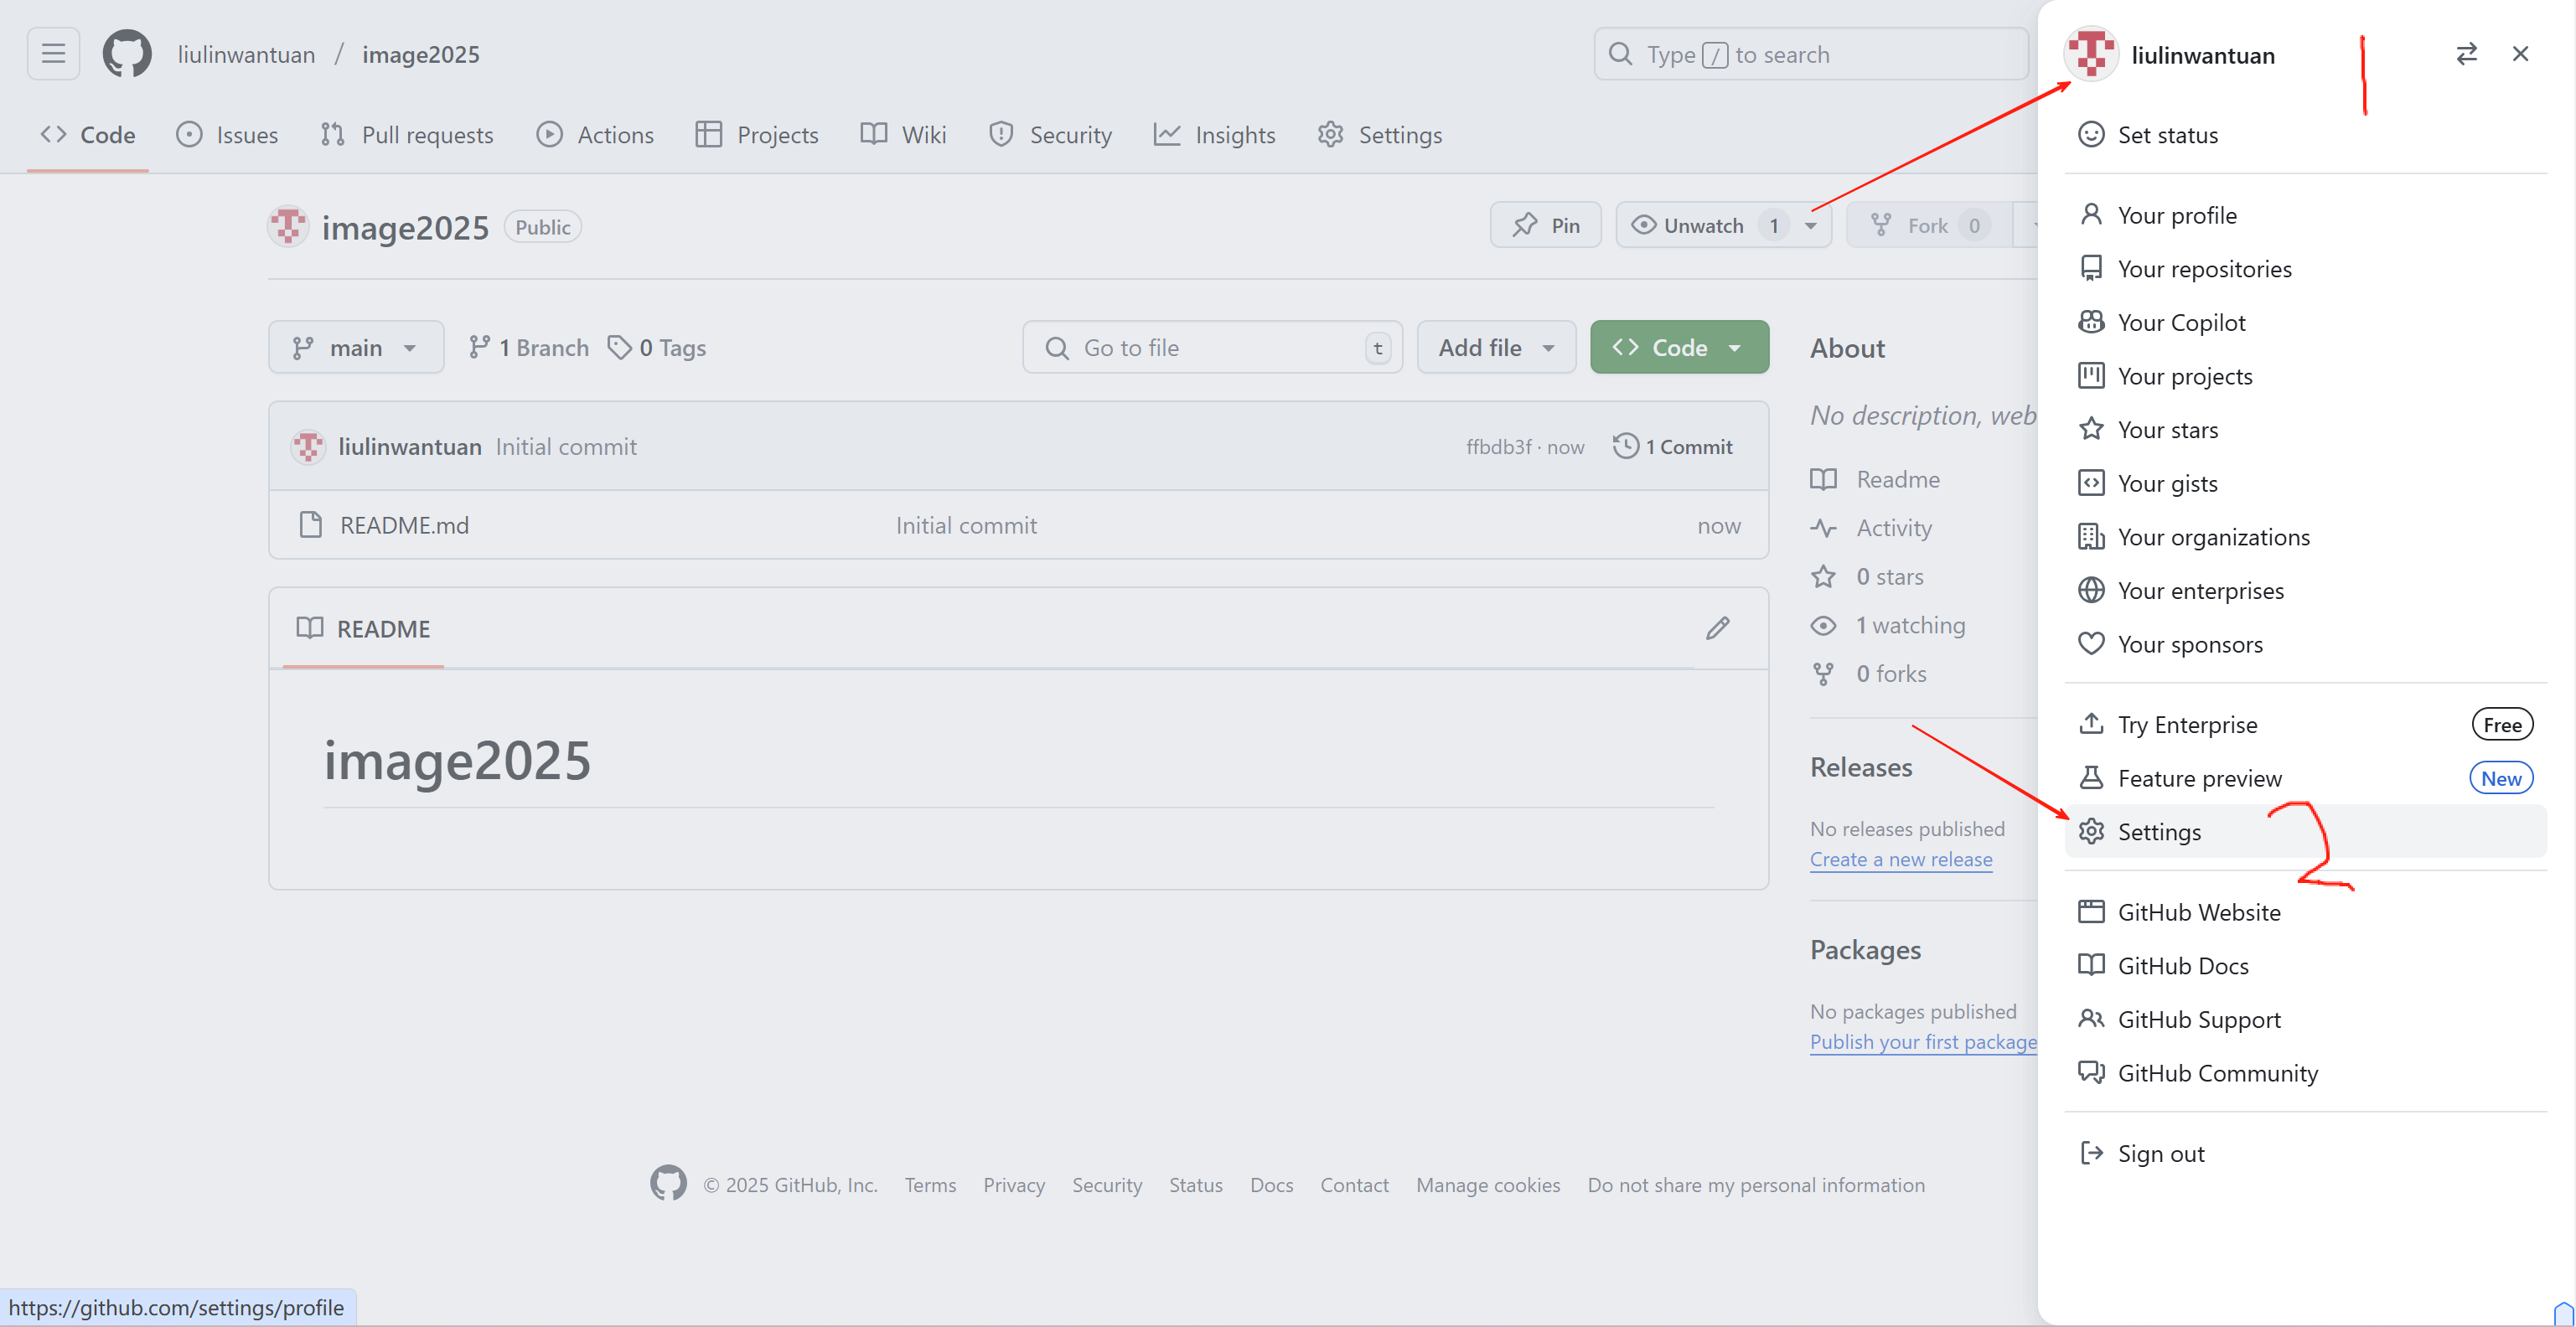 liulinwantuan / image2025
Type / to search
liulinwantuan
1
Code Issues Pull requests Actions Projects Wiki Security Insights Settings
image2025 Public
Pin Unwatch 1 Fork 0
main 1 Branch 0 Tags
Go to file t Add file Code
liulinwantuan Initial commit ffbdb3f · now 1 Commit
README.md Initial commit now
README
image2025
About
No description, web
Readme
Activity
0 stars
1 watching
0 forks
Releases
No releases published
Create a new release
Packages
No packages published
Publish your first package
Set status
Your profile
Your repositories
Your Copilot
Your projects
Your stars
Your gists
Your organizations
Your enterprises
Your sponsors
Try Enterprise Free
Feature preview New
Settings 2
GitHub Website
GitHub Docs
GitHub Support
GitHub Community
Sign out
© 2025 GitHub, Inc. Terms Privacy Security Status Docs Contact Manage cookies Do not share my personal information
https://github.com/settings/profile